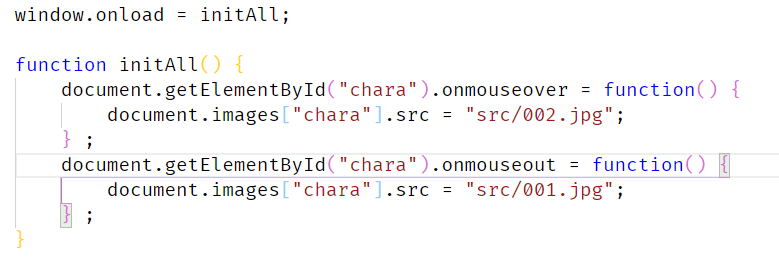 window.onload = initAll;

function initAll() {
    document.getElementById("chara").onmouseover = function() {
        document.images["chara"].src = "src/002.jpg";
    } ;
    document.getElementById("chara").onmouseout = function() {
        document.images["chara"].src = "src/001.jpg";
    } ;
}